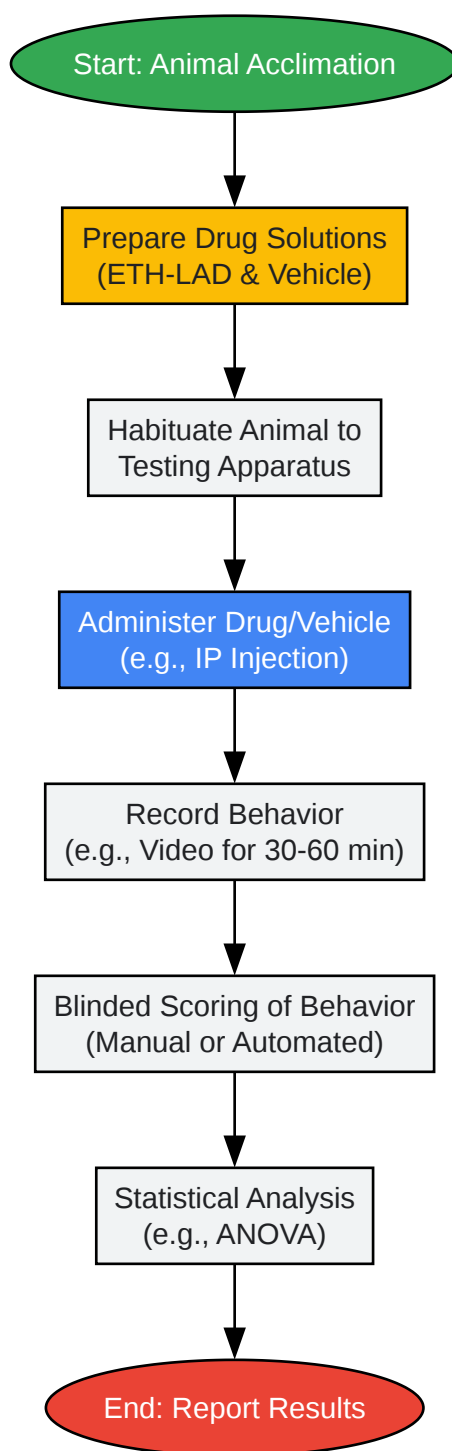 Start: Animal Acclimation
Prepare Drug Solutions
(ETH-LAD & Vehicle)
Habituate Animal to
Testing Apparatus
Administer Drug/Vehicle
(e.g., IP Injection)
Record Behavior
(e.g., Video for 30-60 min)
Blinded Scoring of Behavior
(Manual or Automated)
Statistical Analysis
(e.g., ANOVA)
End: Report Results